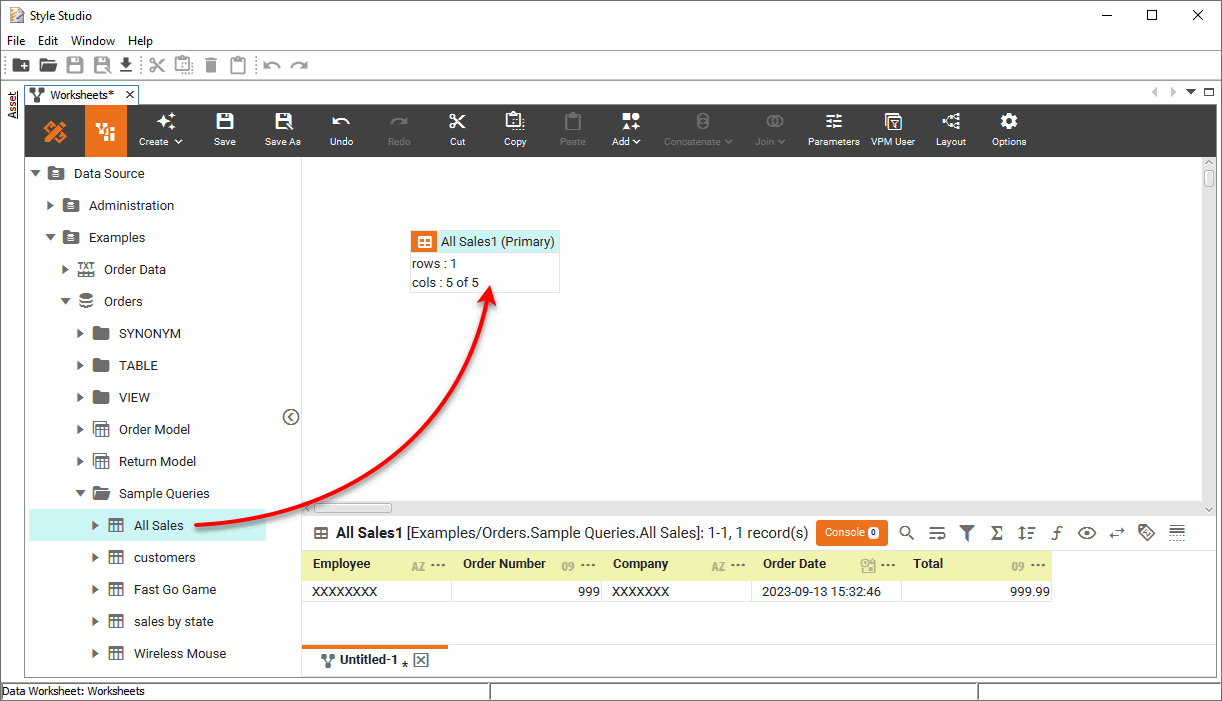 Style Studio
File Edit Window Help
Asset
Worksheets*
Create Save Save As Undo Redo Cut Copy Paste Add Concatenate Join Parameters VPM User Layout Options
Data Source
Administration
Examples
TXT Order Data
Orders
SYNONYM
TABLE
VIEW
Order Model
Return Model
Sample Queries
All Sales
customers
Fast Go Game
sales by state
Wireless Mouse
All Sales1 (Primary)
rows : 1
cols : 5 of 5
All Sales1 [Examples/Orders.Sample Queries.All Sales]: 1-1, 1 record(s) Console 0
Employee AZ ••• Order Number 09 ••• Company AZ ••• Order Date ••• Total 09 •••
XXXXXXXX 999 XXXXXXX 2023-09-13 15:32:46 999.99
Untitled-1 *
Data Worksheet: Worksheets